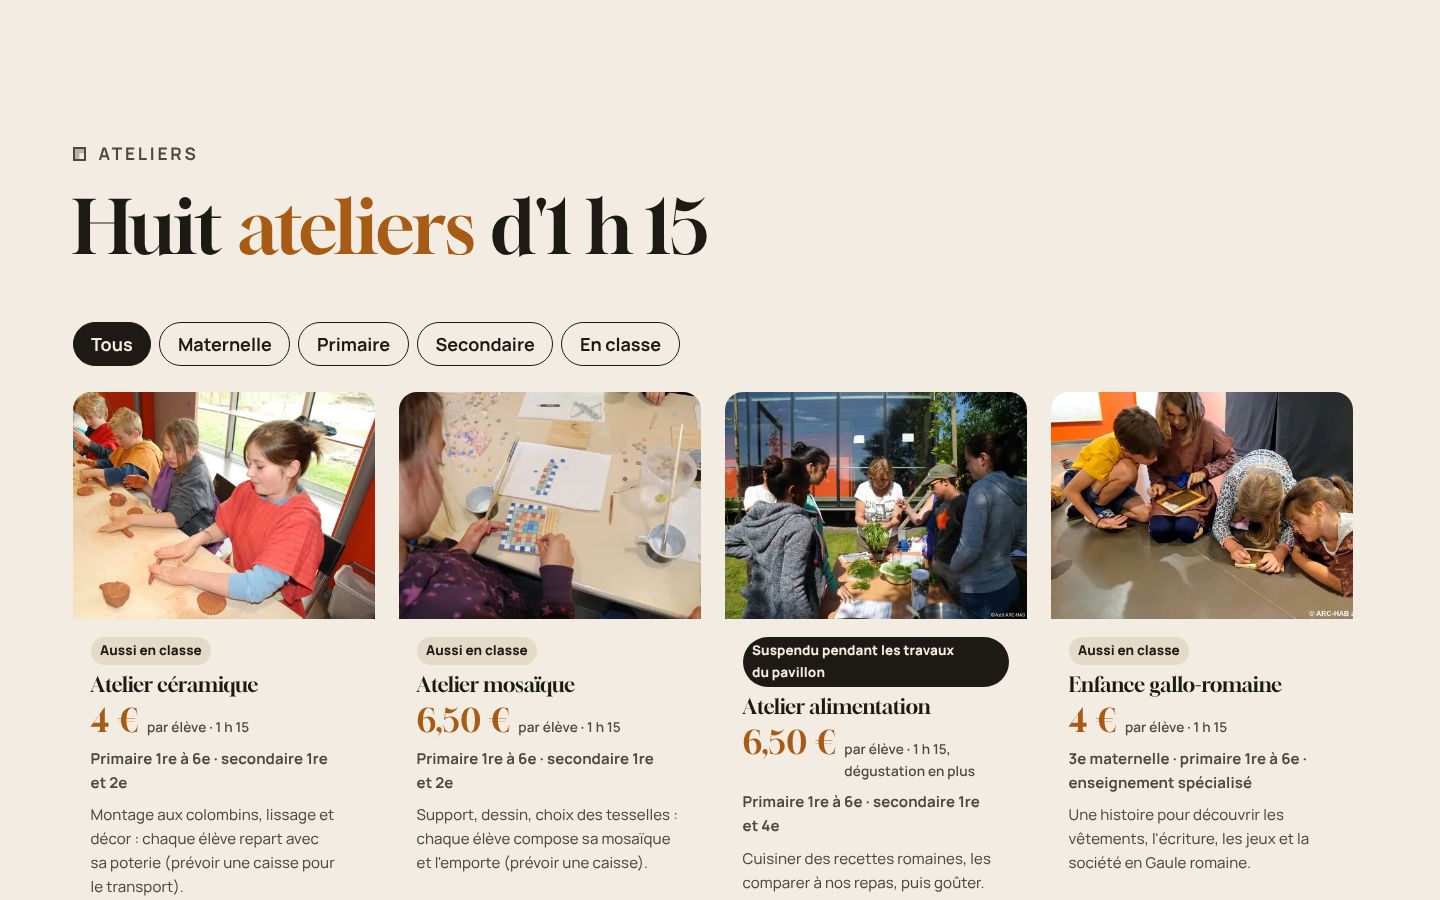 ATELIERS
Huit ateliers d'1 h 15
Tous
Maternelle
Primaire
Secondaire
En classe
©Asbl ARC-HAB
© ARC-HAB
Aussi en classe
Atelier céramique
4 € par élève · 1 h 15
Primaire 1re à 6e · secondaire 1re
et 2e
Montage aux colombins, lissage et
décor : chaque élève repart avec
sa poterie (prévoir une caisse pour
le transport).
Aussi en classe
Atelier mosaïque
6,50 € par élève · 1 h 15
Primaire 1re à 6e · secondaire 1re
et 2e
Support, dessin, choix des tesselles :
chaque élève compose sa mosaïque
et l'emporte (prévoir une caisse).
Suspendu pendant les travaux
du pavillon
Atelier alimentation
6,50 € par élève · 1 h 15,
dégustation en plus
Primaire 1re à 6e · secondaire 1re
et 4e
Cuisiner des recettes romaines, les
comparer à nos repas, puis goûter.
Aussi en classe
Enfance gallo-romaine
4 € par élève · 1 h 15
3e maternelle · primaire 1re à 6e ·
enseignement spécialisé
Une histoire pour découvrir les
vêtements, l'écriture, les jeux et la
société en Gaule romaine.